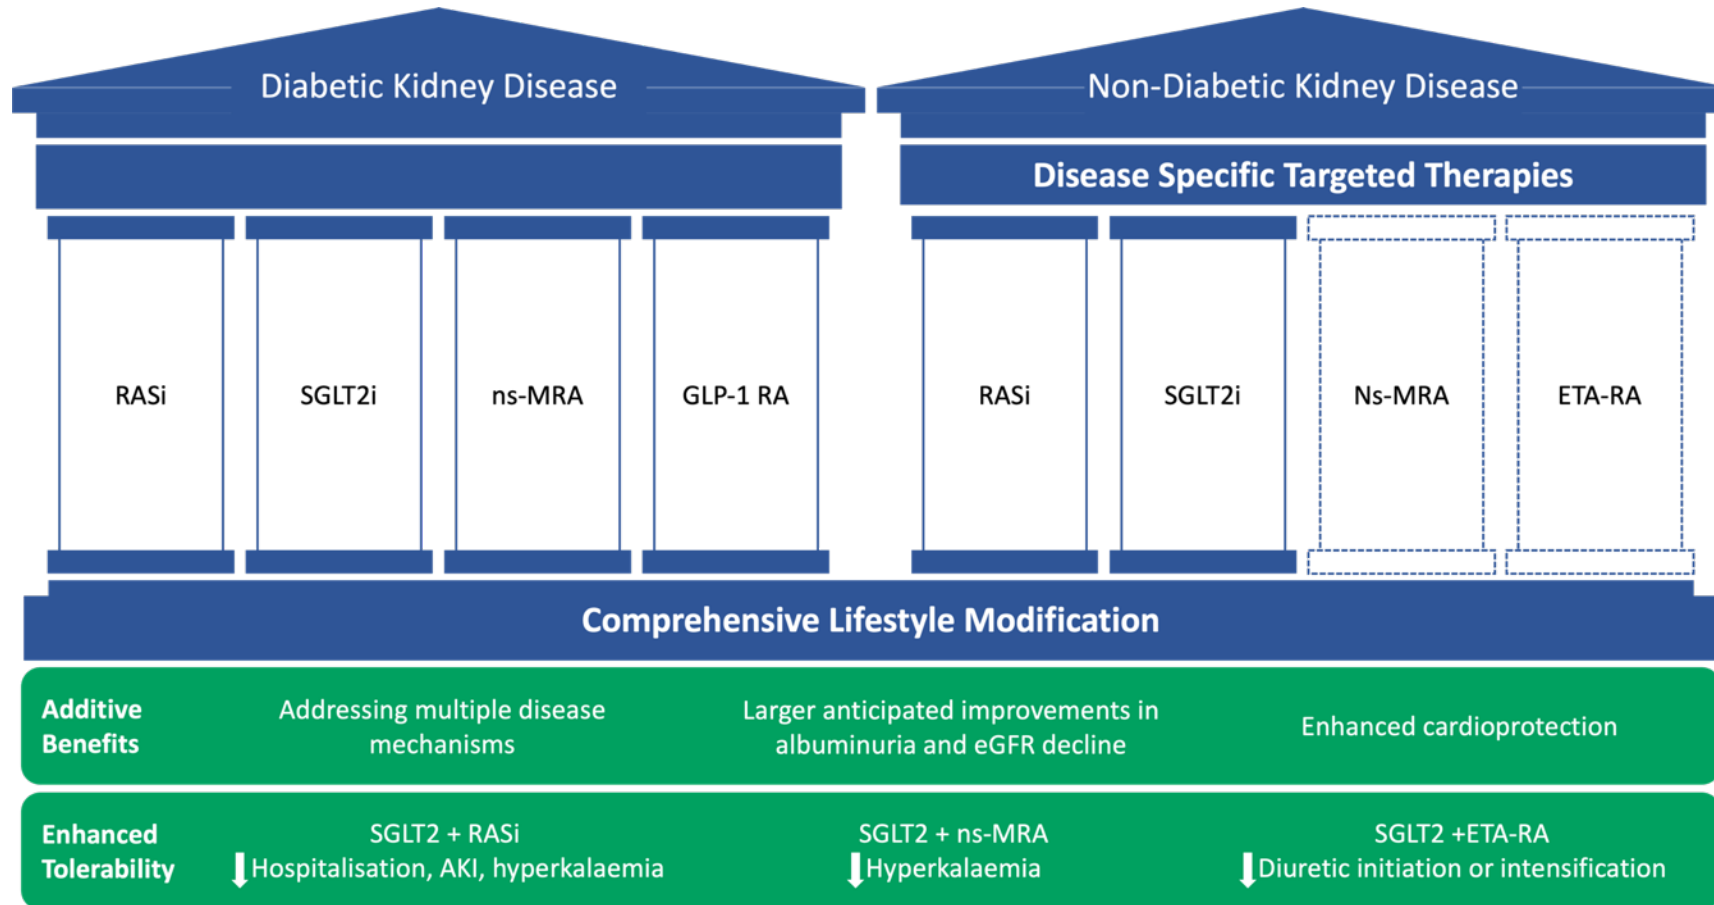 Diabetic Kidney Disease
Non-Diabetic Kidney Disease
Disease Specific Targeted Therapies
RASi
SGLT2i
ns-MRA
GLP-1 RA
RASi
SGLT2i
Ns-MRA
ETA-RA
Comprehensive Lifestyle Modification
Additive
Benefits
Addressing multiple disease
mechanisms
Larger anticipated improvements in
albuminuria and eGFR decline
Enhanced cardioprotection
Enhanced
Tolerability
SGLT2 + RASi
Hospitalisation, AKI, hyperkalaemia
SGLT2 + ns-MRA
Hyperkalaemia
SGLT2 +ETA-RA
Diuretic initiation or intensification